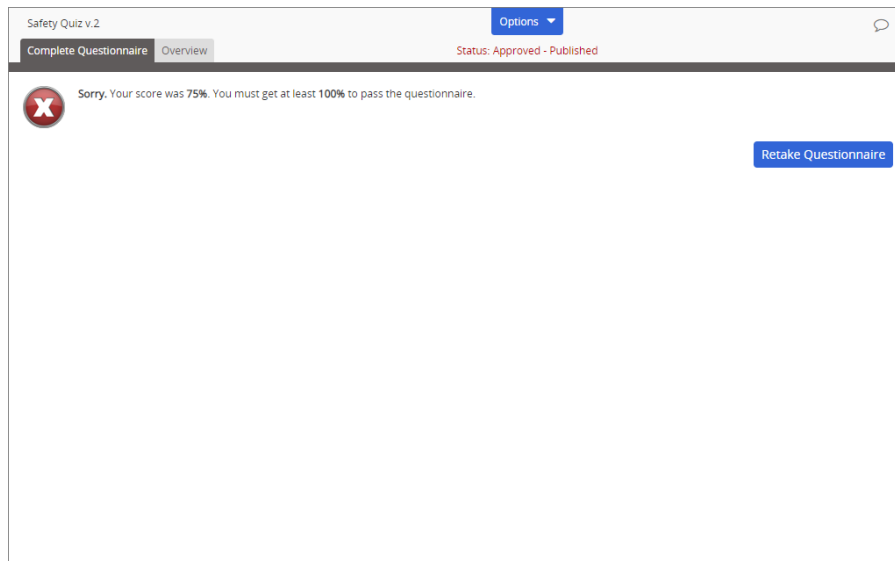 Safety Quiz v.2
Options
Complete Questionnaire
Overview
Status: Approved - Published
X
Sorry. Your score was 75%. You must get at least 100% to pass the questionnaire.
Retake Questionnaire